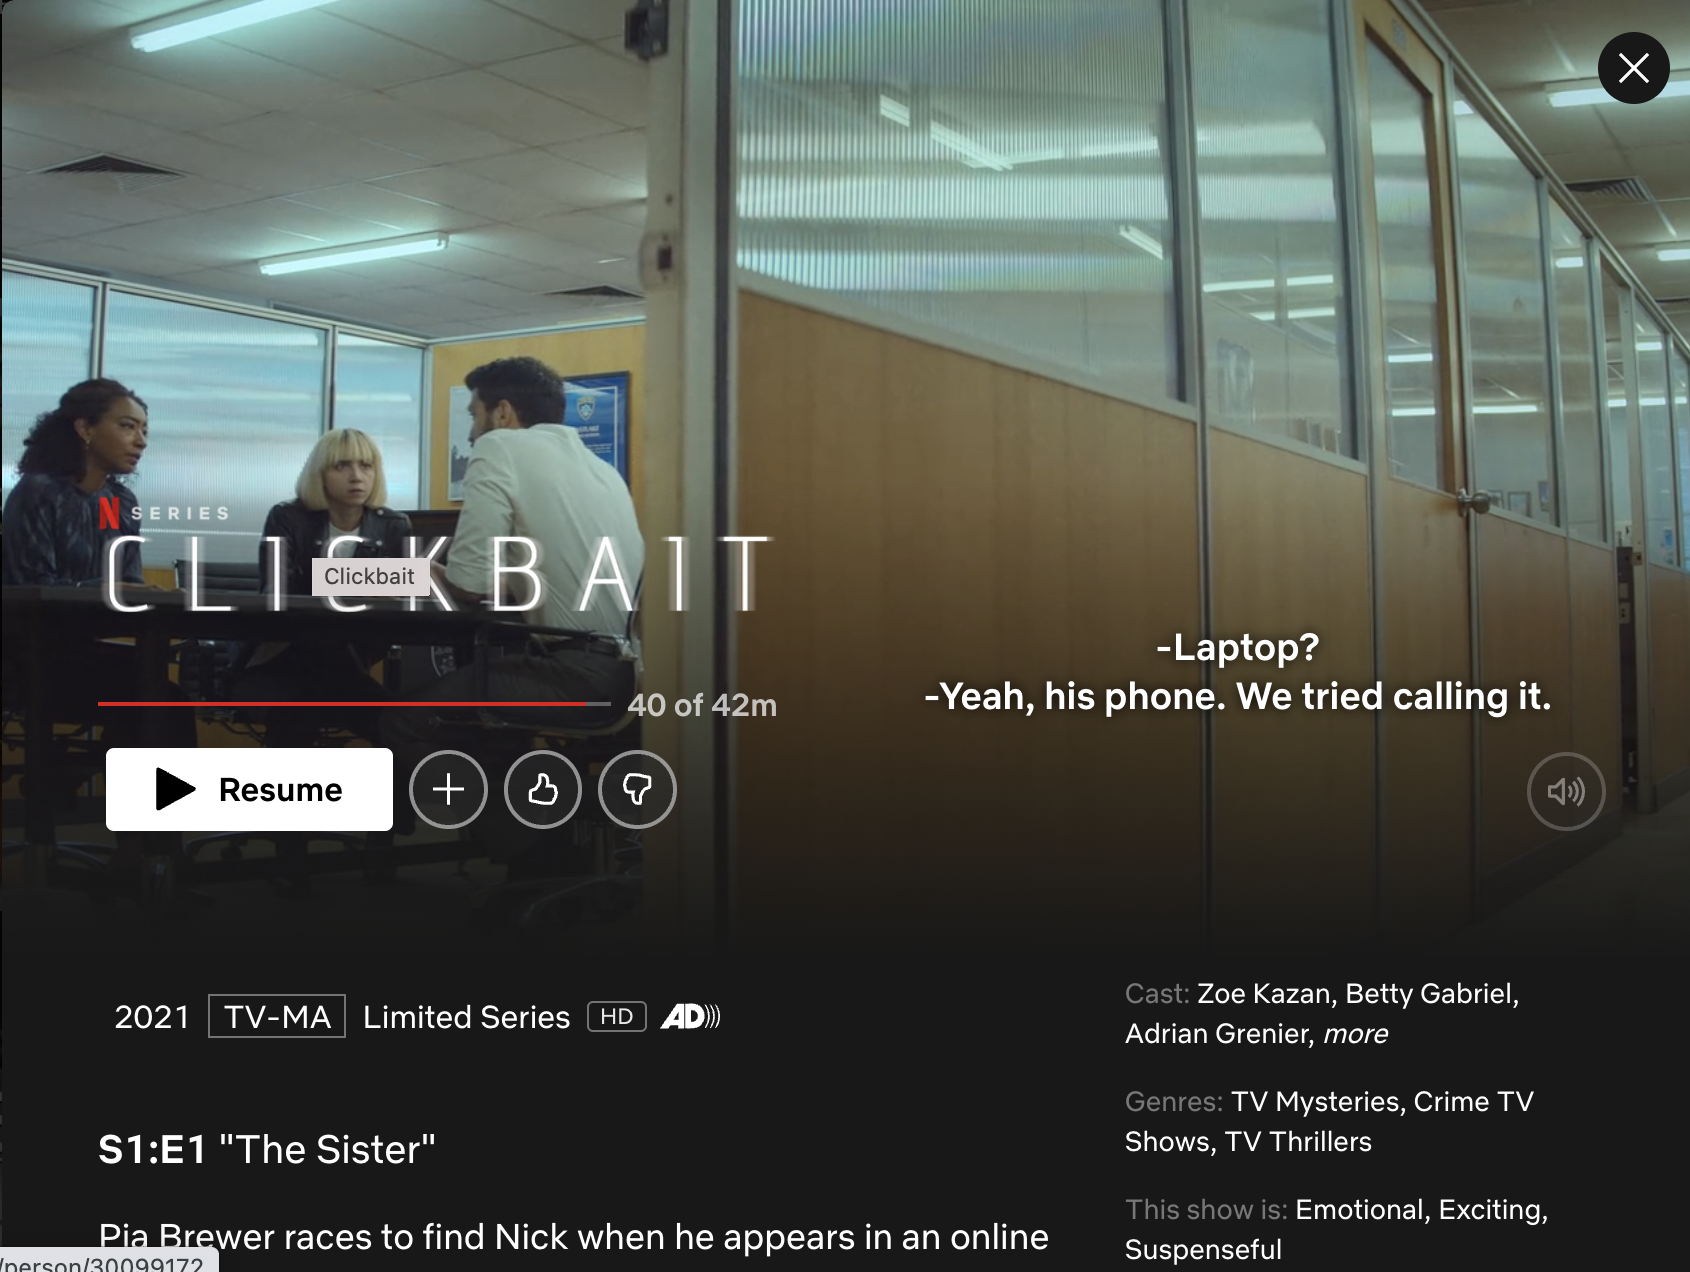 N SERIES
CLICKBAIT
Clickbait
-Laptop?
-Yeah, his phone. We tried calling it.
40 of 42m
Resume
2021 TV-MA Limited Series HD AD
Cast: Zoe Kazan, Betty Gabriel,
Adrian Grenier, more
Genres: TV Mysteries, Crime TV
Shows, TV Thrillers
S1:E1 "The Sister"
This show is: Emotional, Exciting,
Suspenseful
Pia Brewer races to find Nick when he appears in an online
/person/30099172